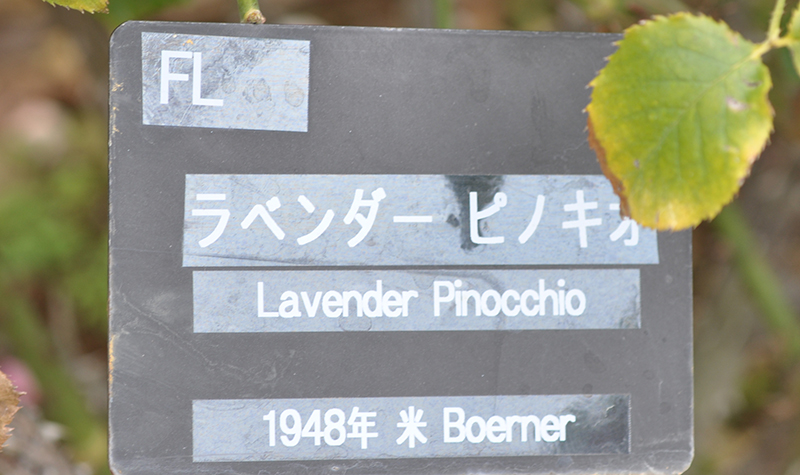 FL
ラベンダー ピノキオ
Lavender Pinocchio
1948年 米 Boerner